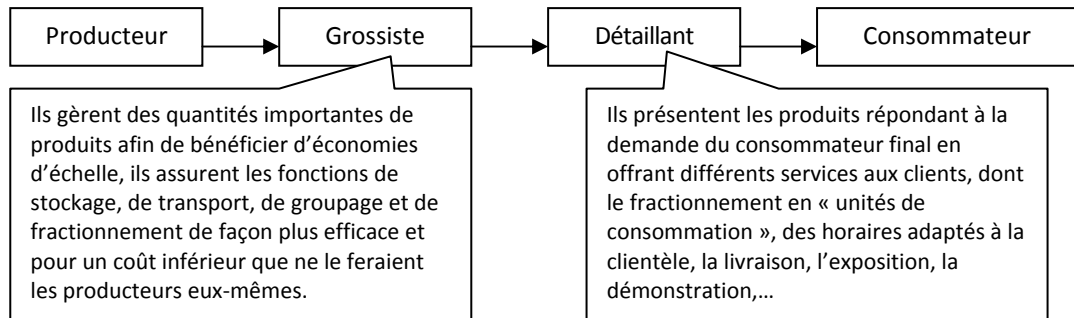 Producteur
Grossiste
Détaillant
Consommateur
Ils gèrent des quantités importantes de
produits afin de bénéficier d’économies
d’échelle, ils assurent les fonctions de
stockage, de transport, de groupage et de
fractionnement de façon plus efficace et
pour un coût inférieur que ne le feraient
les producteurs eux-mêmes.
Ils présentent les produits répondant à la
demande du consommateur final en
offrant différents services aux clients, dont
le fractionnement en « unités de
consommation », des horaires adaptés à la
clientèle, la livraison, l’exposition, la
démonstration,…